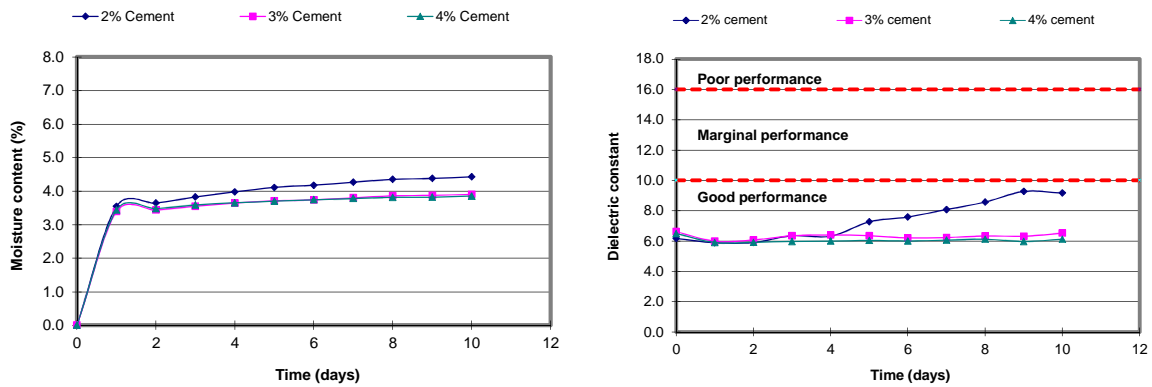 2% Cement 3% Cement 4% Cement
8.0
7.0
6.0
5.0
4.0
3.0
2.0
1.0
0.0
0 2 4 6 8 10 12
Moisture content (%)
Time (days)
2% cement 3% cement 4% cement
18.0
16.0
14.0
12.0
10.0
8.0
6.0
4.0
2.0
0.0
0 2 4 6 8 10 12
Dielectric constant
Poor performance
Marginal performance
Good performance
Time (days)